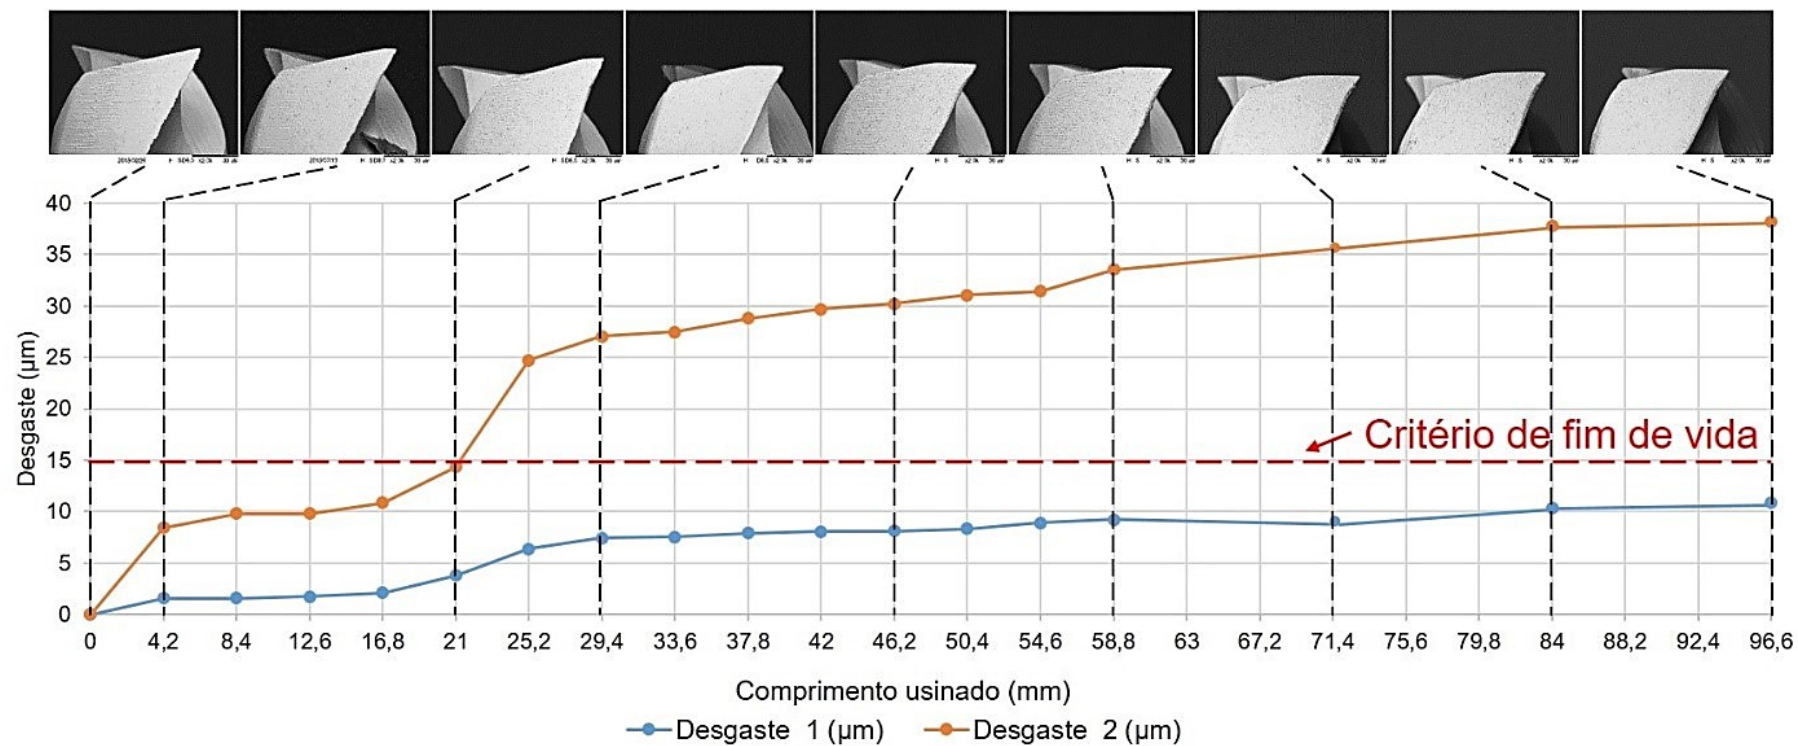 40
35
30
25
20
15
10
5
0
Desgaste (µm)
Critério de fim de vida
0 4,2 8,4 12,6 16,8 21 25,2 29,4 33,6 37,8 42 46,2 50,4 54,6 58,8 63 67,2 71,4 75,6 79,8 84 88,2 92,4 96,6
Comprimento usinado (mm)
Desgaste 1 (µm) Desgaste 2 (µm)